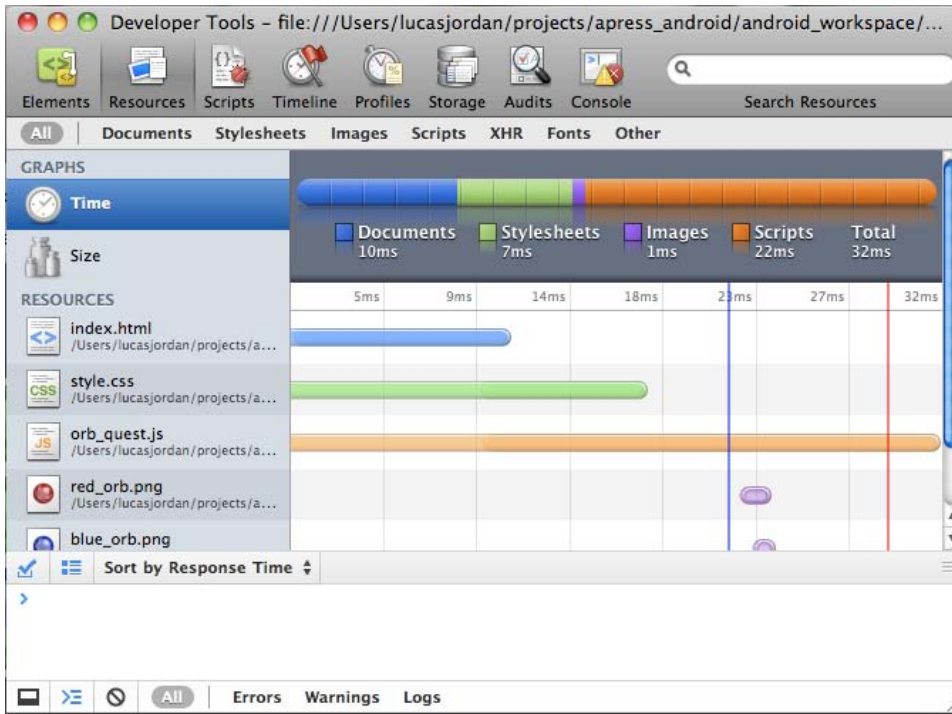 Developer Tools – file:///Users/lucasjordan/projects/apress_android/android_workspace/...
Elements Resources Scripts Timeline Profiles Storage Audits Console Search Resources
All Documents Stylesheets Images Scripts XHR Fonts Other
GRAPHS
Time
Size
Documents Stylesheets Images Scripts Total
10ms 7ms 1ms 22ms 32ms
RESOURCES
5ms 9ms 14ms 18ms 23ms 27ms 32ms
index.html
/Users/lucasjordan/projects/a...
CSS
style.css
/Users/lucasjordan/projects/a...
JS
orb_quest.js
/Users/lucasjordan/projects/a...
red_orb.png
/Users/lucasjordan/projects/a...
blue_orb.png
Sort by Response Time
All Errors Warnings Logs